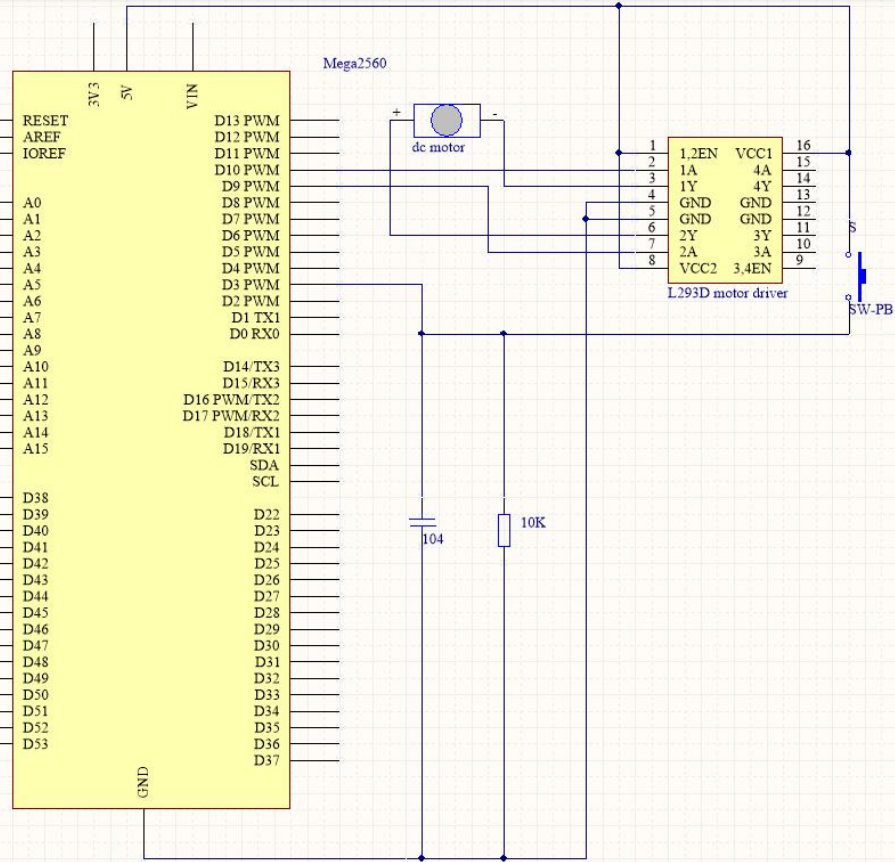 Mega2560
3V3
5V
VIN
RESET
AREF
IOREF
A0
A1
A2
A3
A4
A5
A6
A7
A8
A9
A10
A11
A12
A13
A14
A15
D38
D39
D40
D41
D42
D43
D44
D45
D46
D47
D48
D49
D50
D51
D52
D53
D13 PWM
D12 PWM
D11 PWM
D10 PWM
D9 PWM
D8 PWM
D7 PWM
D6 PWM
D5 PWM
D4 PWM
D3 PWM
D2 PWM
D1 TX1
D0 RX0
D14/TX3
D15/RX3
D16 PWM/TX2
D17 PWM/RX2
D18/TX1
D19/RX1
SDA
SCL
D22
D23
D24
D25
D26
D27
D28
D29
D30
D31
D32
D33
D34
D35
D36
D37
GND
+ -
dc motor
1 1,2EN VCC1 16
2 1A 4A 15
3 1Y 4Y 14
4 GND GND 13
5 GND GND 12
6 2Y 3Y 11
7 2A 3A 10
8 VCC2 3,4EN 9
L293D motor driver
S
SW-PB
104
10K